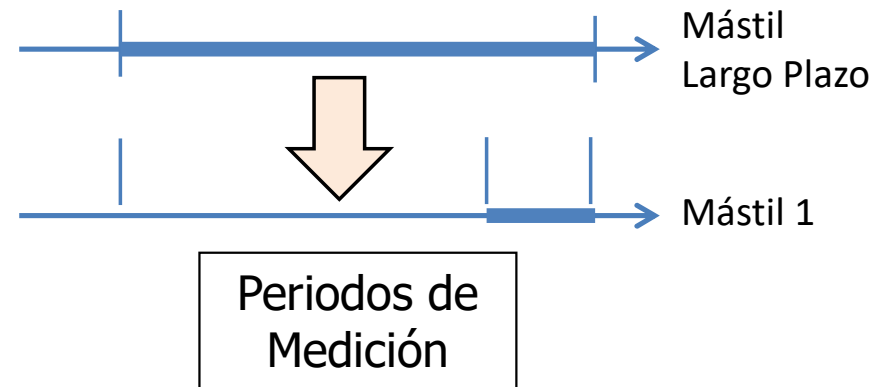 Mástil
Largo Plazo
Mástil 1
Periodos de
Medición